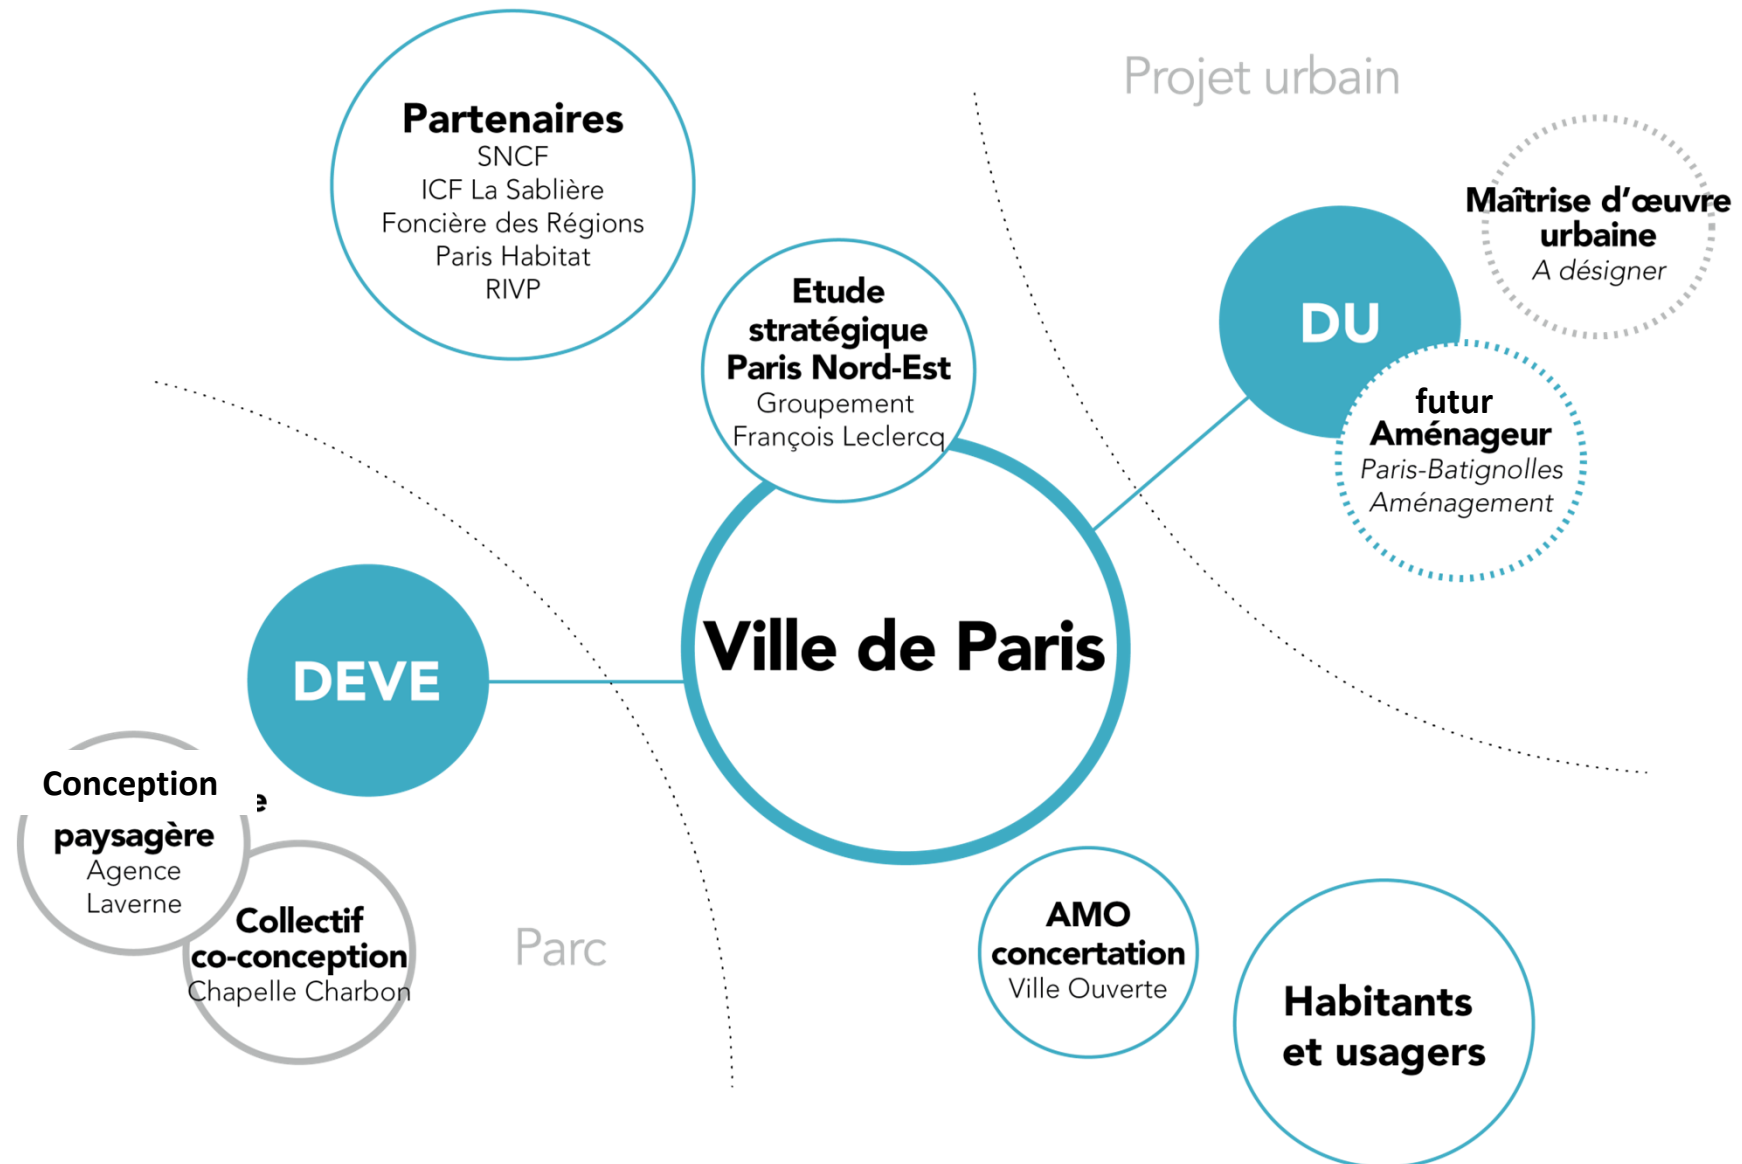 Projet urbain
Partenaires
SNCF
ICF La Sablière
Foncière des Régions
Paris Habitat
RIVP
Maîtrise d'œuvre
urbaine
A désigner
DU
Etude
stratégique
Paris Nord-Est
Groupement
François Leclercq
futur
Aménageur
Paris-Batignolles
Aménagement
Ville de Paris
DEVE
Conception
e
paysagère
Agence
Laverne
Collectif
co-conception
Chapelle Charbon
Parc
AMO
concertation
Ville Ouverte
Habitants
et usagers